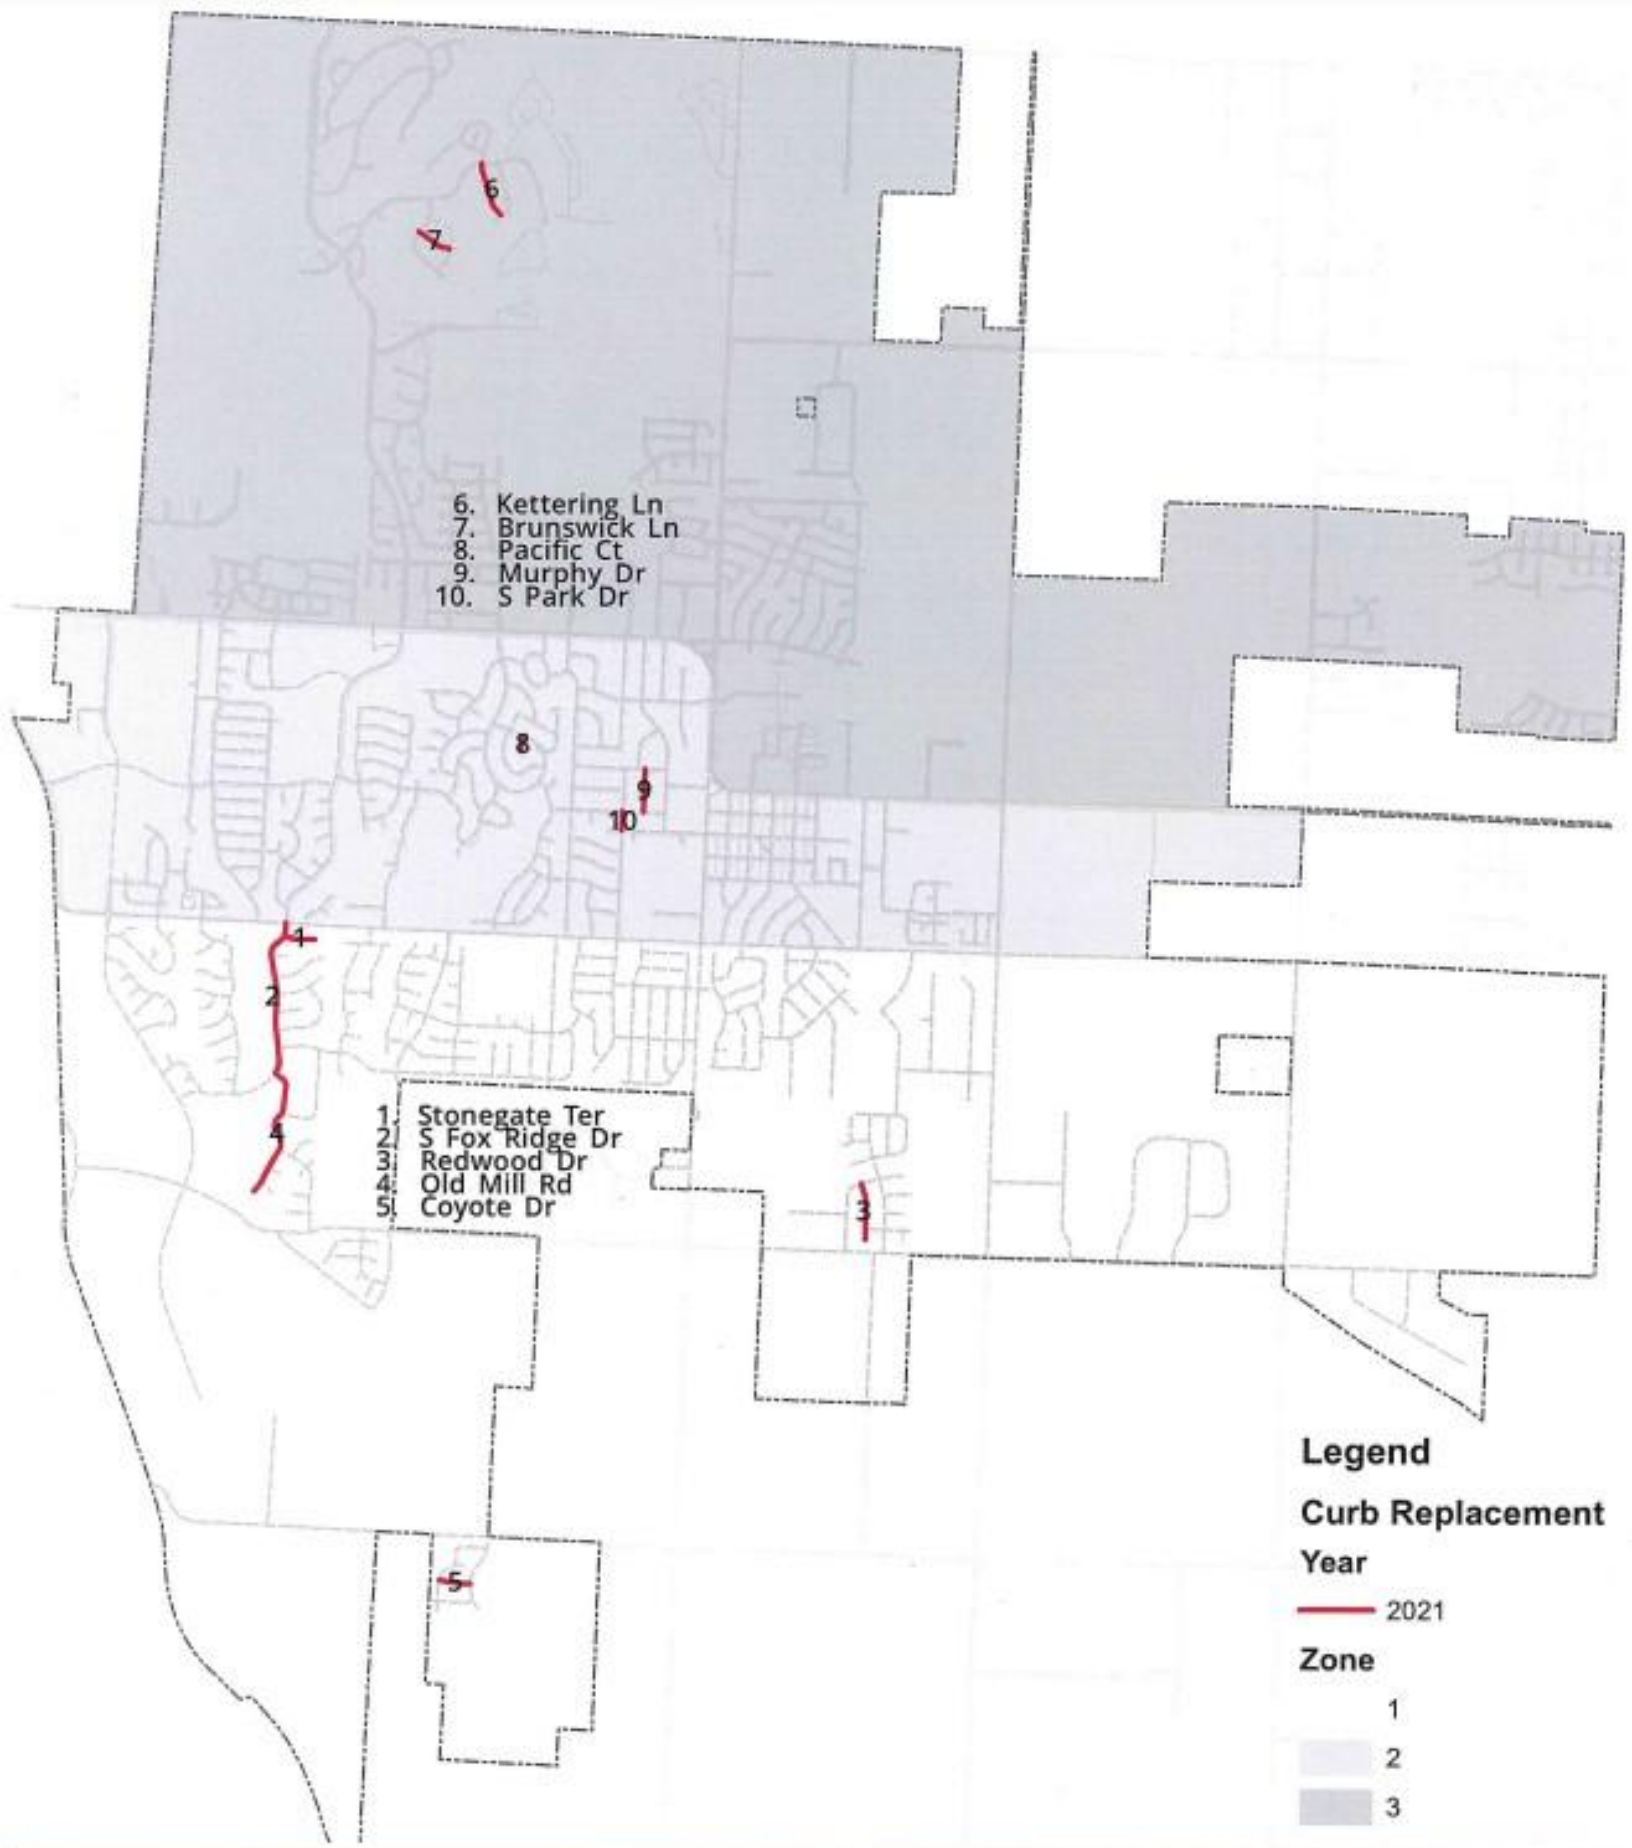 6
7
6. Kettering Ln
7. Brunswick Ln
8. Pacific Ct
9. Murphy Dr
10. S Park Dr
8
9
10
1
2
4
1. Stonegate Ter
2. S Fox Ridge Dr
3. Redwood Dr
4. Old Mill Rd
5. Coyote Dr
3
5
Legend
Curb Replacement
Year
2021
Zone
1
2
3